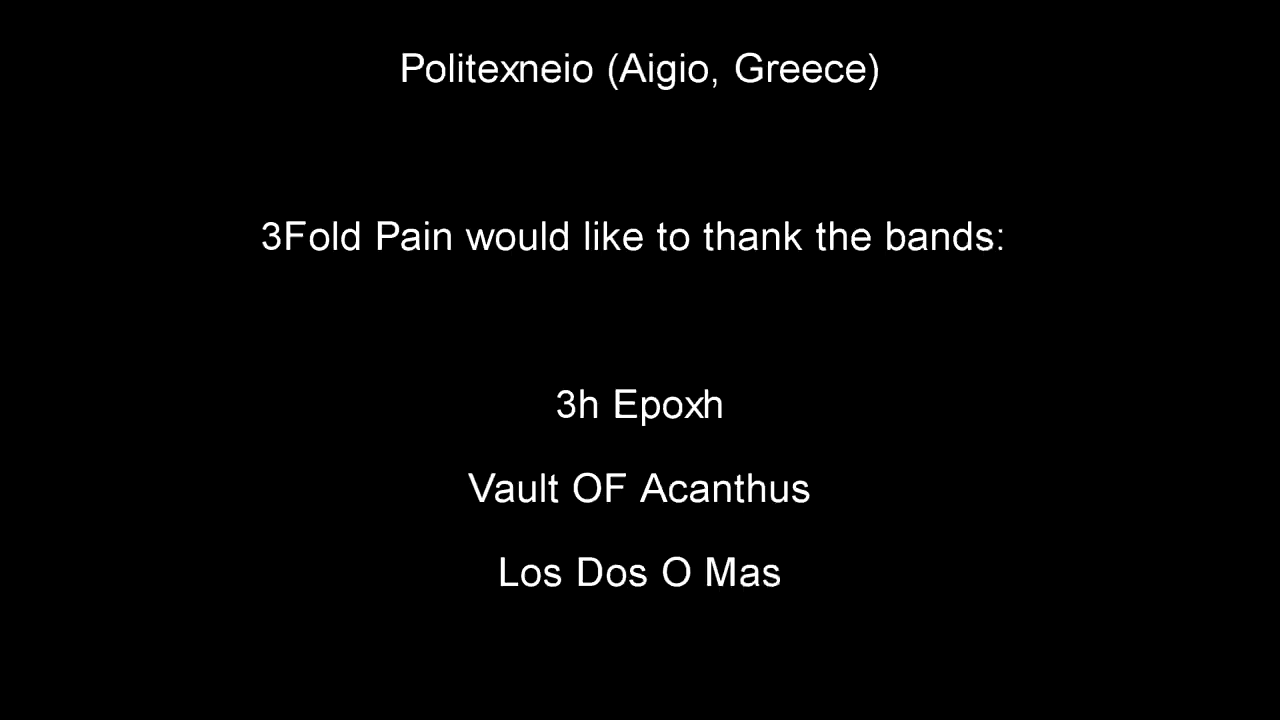 Politexneio (Aigio, Greece)
3Fold Pain would like to thank the bands:
3h Epoxh
Vault OF Acanthus
Los Dos O Mas